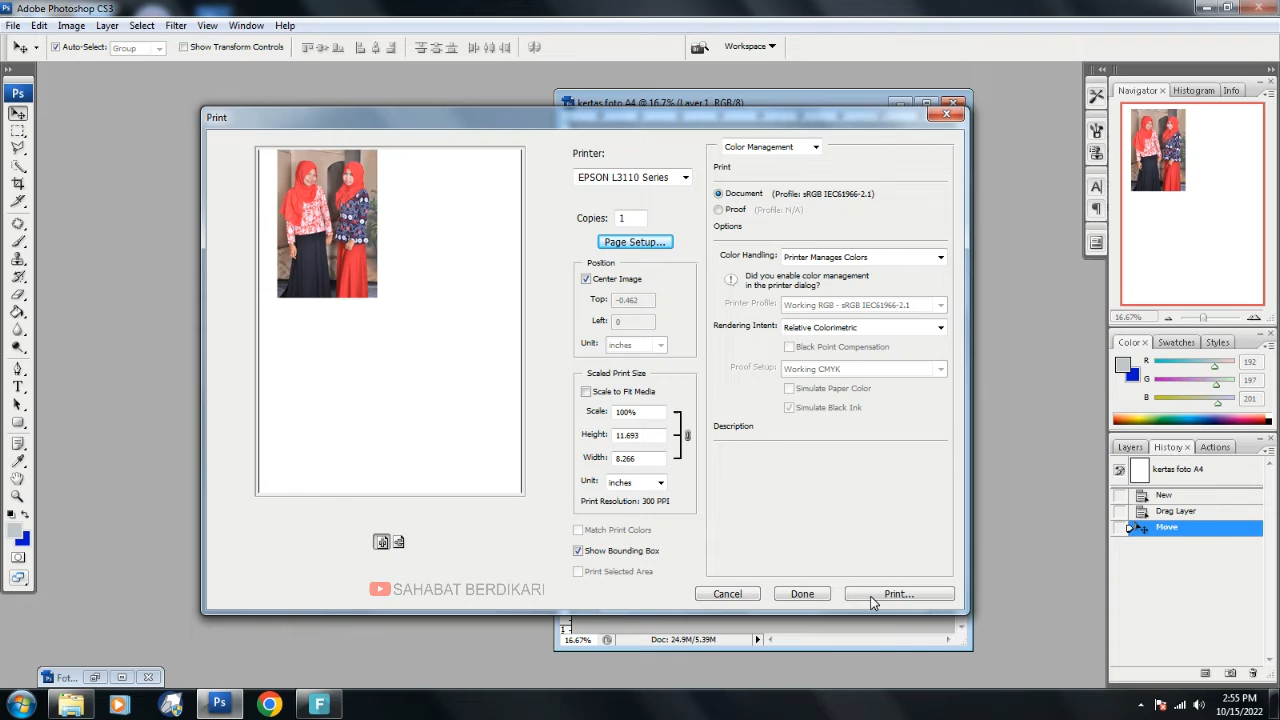 Adobe Photoshop CS3
File Edit Image Layer Select Filter View Window Help
Auto-Select: Group Show Transform Controls Workspace
kertas foto A4 @ 16.7% (Layer 1, RGB/8)
Print
Printer:
EPSON L3110 Series
Copies: 1
Page Setup...
Position
Center Image
Top: -0.462
Left: 0
Unit: inches
Scaled Print Size
Scale to Fit Media
Scale: 100%
Height: 11.693
Width: 8.266
Unit: inches
Print Resolution: 300 PPI
Match Print Colors
Show Bounding Box
Print Selected Area
Color Management
Print
Document (Profile: sRGB IEC61966-2.1)
Proof (Profile: N/A)
Options
Color Handling: Printer Manages Colors
Did you enable color management
in the printer dialog?
Printer Profile: Working RGB - sRGB IEC61966-2.1
Rendering Intent: Relative Colorimetric
Black Point Compensation
Proof Setup: Working CMYK
Simulate Paper Color
Simulate Black Ink
Description
Cancel Done Print...
SAHABAT BERDIKARI
16.67% Doc: 24.9M/5.39M
Navigator × Histogram Info
16.67%
Color × Swatches Styles
R 192
G 197
B 201
Layers History × Actions
kertas foto A4
New
Drag Layer
Move
Ps
Fot...
Ps
F
2:55 PM
10/15/2022